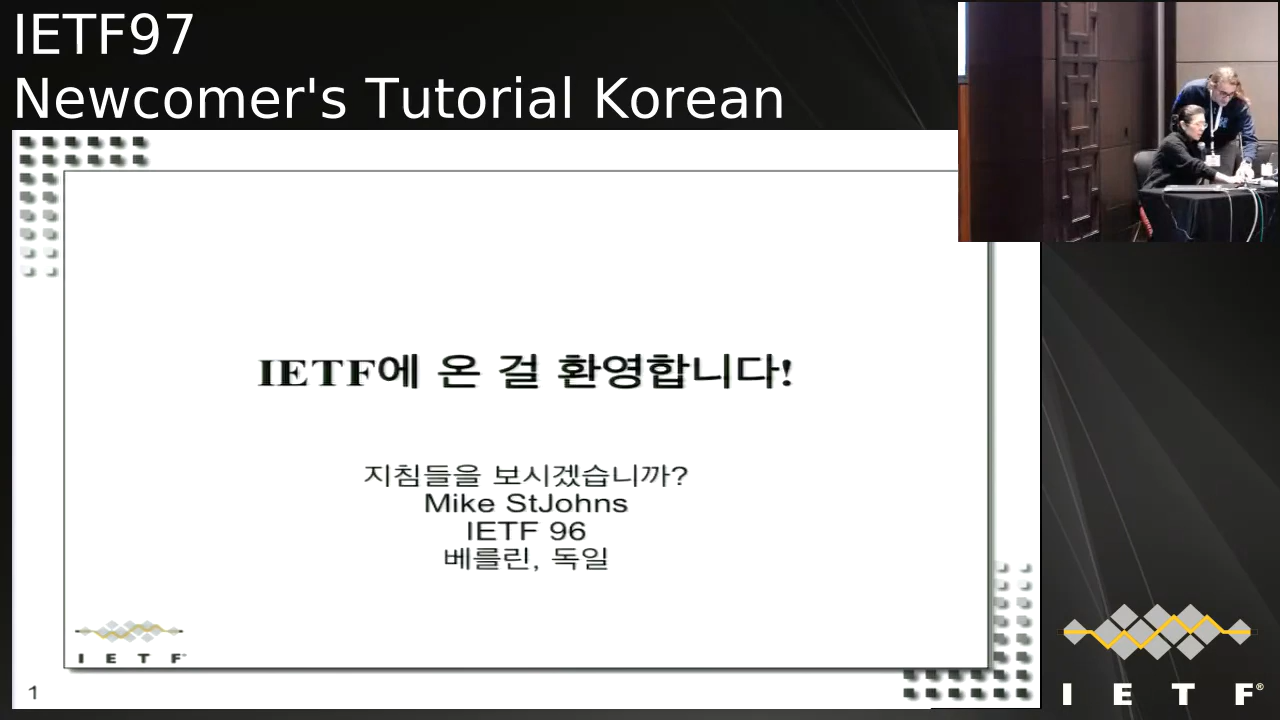 IETF97
Newcomer's Tutorial Korean
IETF에 온 걸 환영합니다!
지침들을 보시겠습니까?
Mike StJohns
IETF 96
베를린, 독일
I E T F
1
I E T F®